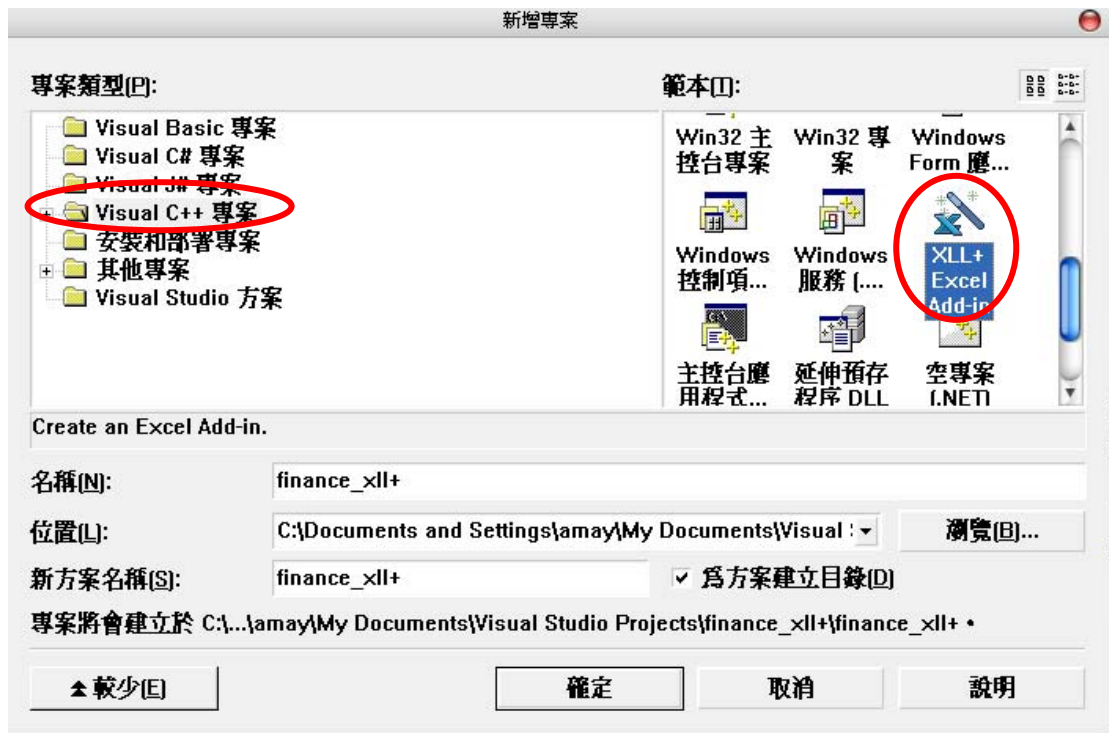 新增專案
專案類型(P):
Visual Basic 專案
Visual C# 專案
Visual J# 專案
Visual C++ 專案
安裝和部署專案
其他專案
Visual Studio 方案
範本(T):
Win32 主
控台專案
Win32 專
案
Windows
Form 應...
Windows
控制項...
Windows
服務 (....
XLL+
Excel
Add-in
主控台應
用程式...
延伸預存
程序 DLL
空專案
(.NET)
Create an Excel Add-in.
名稱(N):
finance_xll+
位置(L):
C:\Documents and Settings\amay\My Documents\Visual
瀏覽(B)...
新方案名稱(S):
finance_xll+
為方案建立目錄(D)
專案將會建立於 C:\...\amay\My Documents\Visual Studio Projects\finance_xll+\finance_xll+。
較少(E)
確定
取消
說明